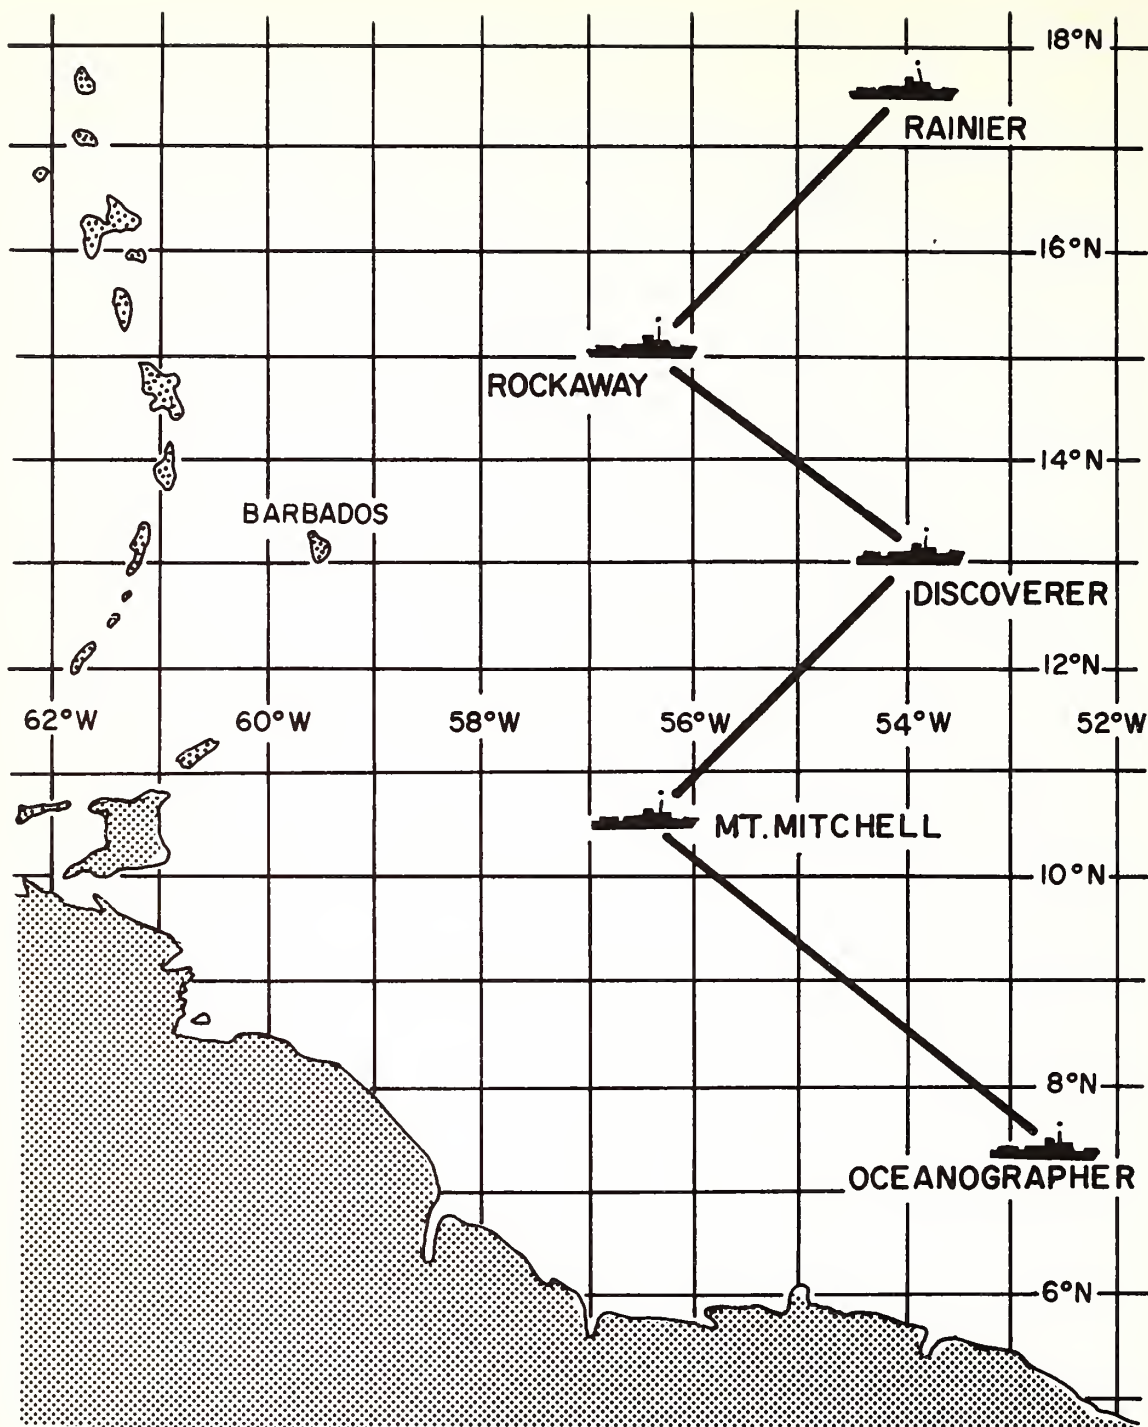 18°N
RAINIER
16°N
ROCKAWAY
14°N
BARBADOS
DISCOVERER
12°N
62°W 60°W 58°W 56°W 54°W 52°W
MT. MITCHELL
10°N
8°N
OCEANOGRAPHER
6°N